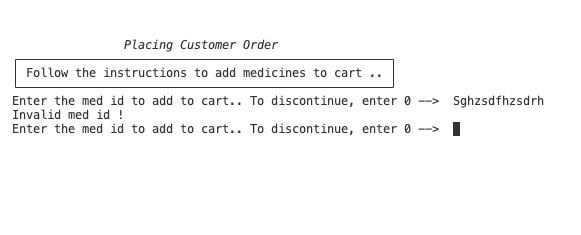 Placing Customer Order
Follow the instructions to add medicines to cart ..
Enter the med id to add to cart.. To discontinue, enter 0 --> Sghzsdfhzsdrh
Invalid med id !
Enter the med id to add to cart.. To discontinue, enter 0 -->